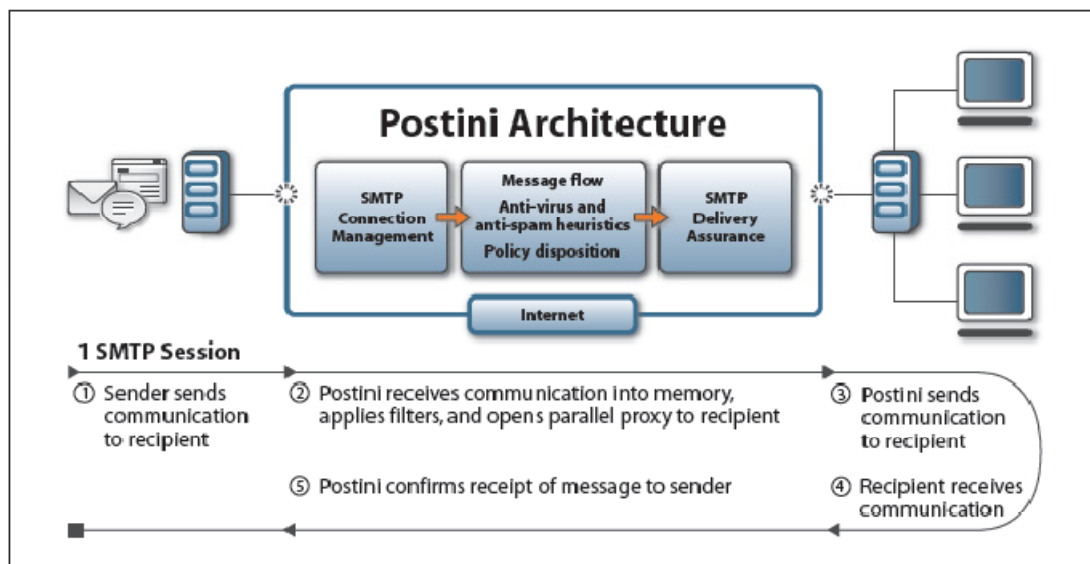 Postini Architecture
SMTP
Connection
Management
Message flow
Anti-virus and
anti-spam heuristics
Policy disposition
SMTP
Delivery
Assurance
Internet
1 SMTP Session
① Sender sends
communication
to recipient
② Postini receives communication into memory,
applies filters, and opens parallel proxy to recipient
③ Postini sends
communication
to recipient
⑤ Postini confirms receipt of message to sender
④ Recipient receives
communication